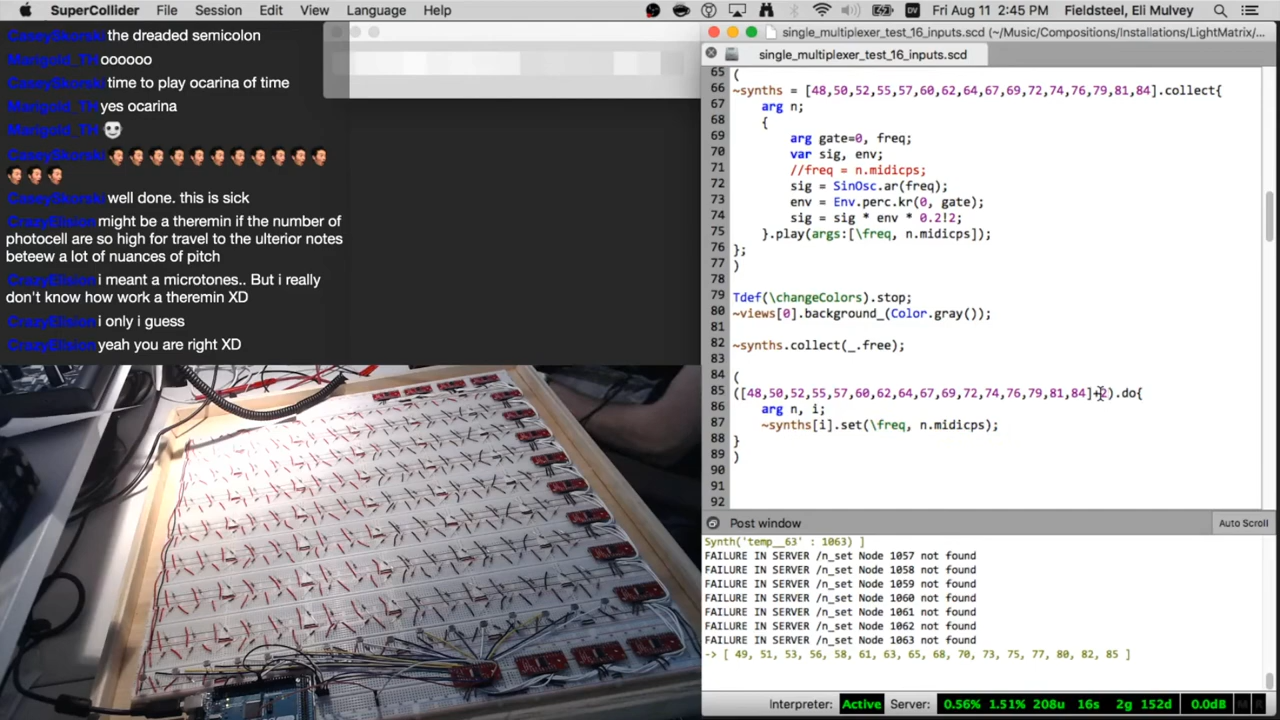 SuperCollider File Session Edit View Language Help Fri Aug 11 2:45 PM Fieldsteel, Eli Mulvey
CaseySkorski the dreaded semicolon
Marigold_TH oooooo
CaseySkorski time to play ocarina of time
Marigold_TH yes ocarina
Marigold_TH
CaseySkorski
CaseySkorski well done. this is sick
CrazyElision might be a theremin if the number of
photocell are so high for travel to the ulterior notes
beteew a lot of nuances of pitch
CrazyElision i meant a microtones.. But i really
don't know how work a theremin XD
CrazyElision i only i guess
CrazyElision yeah you are right XD
single_multiplexer_test_16_inputs.scd (~/Music/Compositions/Installations/LightMatrix/...
single_multiplexer_test_16_inputs.scd
65 (
66 ~synths = [48,50,52,55,57,60,62,64,67,69,72,74,76,79,81,84].collect{
67 arg n;
68 {
69 arg gate=0, freq;
70 var sig, env;
71 //freq = n.midicps;
72 sig = SinOsc.ar(freq);
73 env = Env.perc.kr(0, gate);
74 sig = sig * env * 0.2!2;
75 }.play(args:[\freq, n.midicps]);
76 };
77 )
78
79 Tdef(\changeColors).stop;
80 ~views[0].background_(Color.gray());
81
82 ~synths.collect(_.free);
83
84 (
85 ([48,50,52,55,57,60,62,64,67,69,72,74,76,79,81,84]+2).do{
86 arg n, i;
87 ~synths[i].set(\freq, n.midicps);
88 }
89 )
90
91
92
Post window Auto Scroll
Synth('temp__63' : 1063) ]
FAILURE IN SERVER /n_set Node 1057 not found
FAILURE IN SERVER /n_set Node 1058 not found
FAILURE IN SERVER /n_set Node 1059 not found
FAILURE IN SERVER /n_set Node 1060 not found
FAILURE IN SERVER /n_set Node 1061 not found
FAILURE IN SERVER /n_set Node 1062 not found
FAILURE IN SERVER /n_set Node 1063 not found
-> [ 49, 51, 53, 56, 58, 61, 63, 65, 68, 70, 73, 75, 77, 80, 82, 85 ]
Interpreter: Active Server: 0.56% 1.51% 208u 16s 2g 152d 0.0dB M R